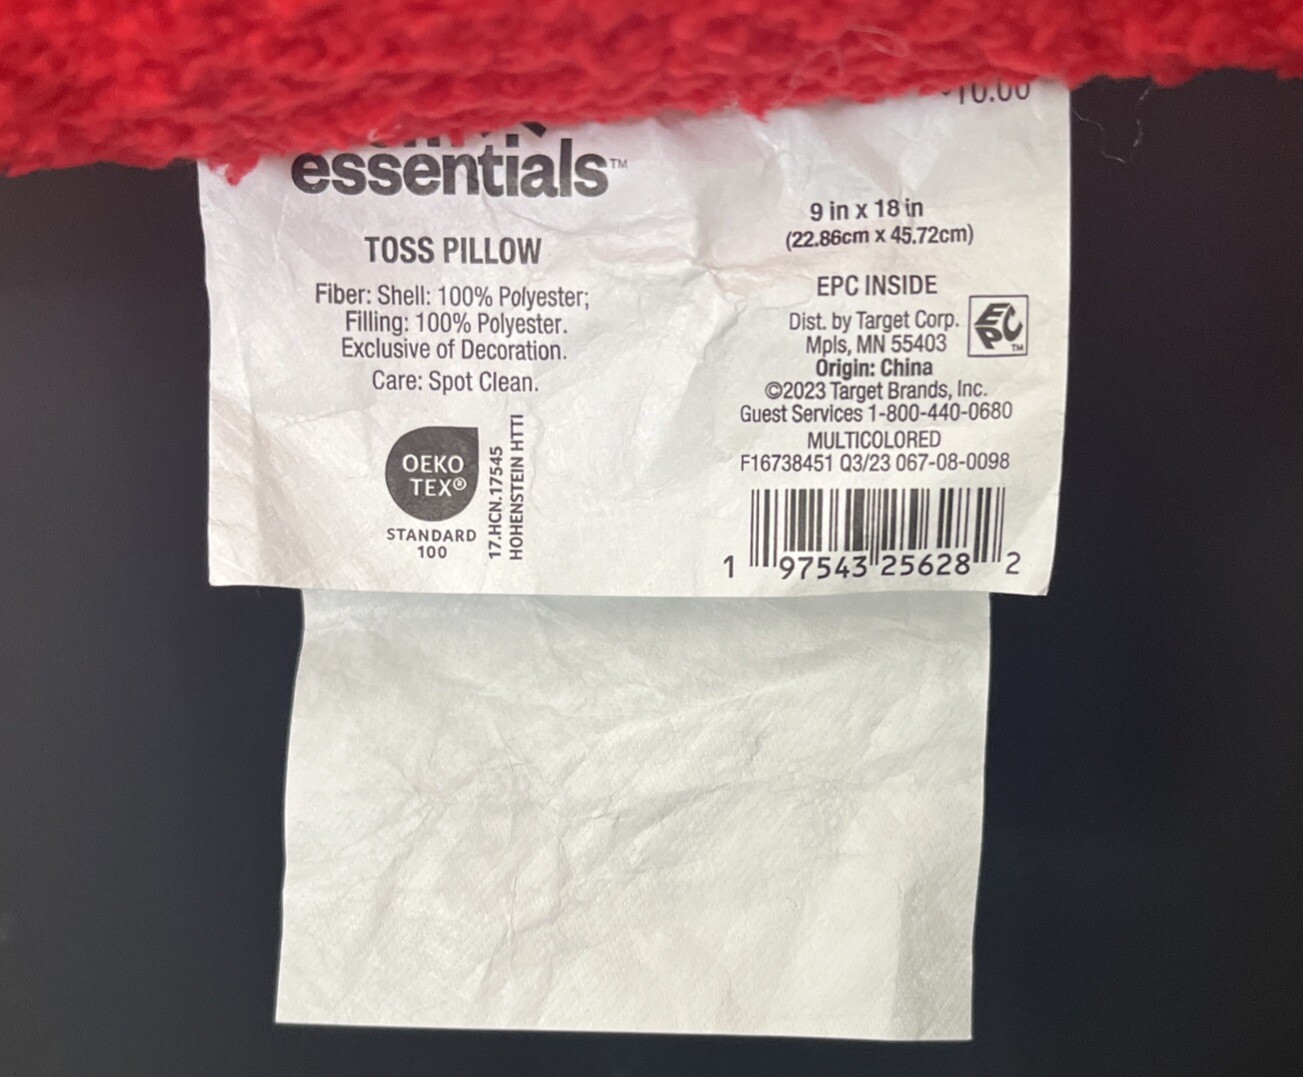 essentials™
TOSS PILLOW
Fiber: Shell: 100% Polyester;
Filling: 100% Polyester.
Exclusive of Decoration.
Care: Spot Clean.
OEKO
TEX®
STANDARD
100
17.HCN.17545
HOHENSTEIN HTTI
10.00
9 in x 18 in
(22.86cm x 45.72cm)
EPC INSIDE
Dist. by Target Corp.
Mpls, MN 55403
EPC™
Origin: China
©2023 Target Brands, Inc.
Guest Services 1-800-440-0680
MULTICOLORED
F16738451 Q3/23 067-08-0098
1 97543 25628 2